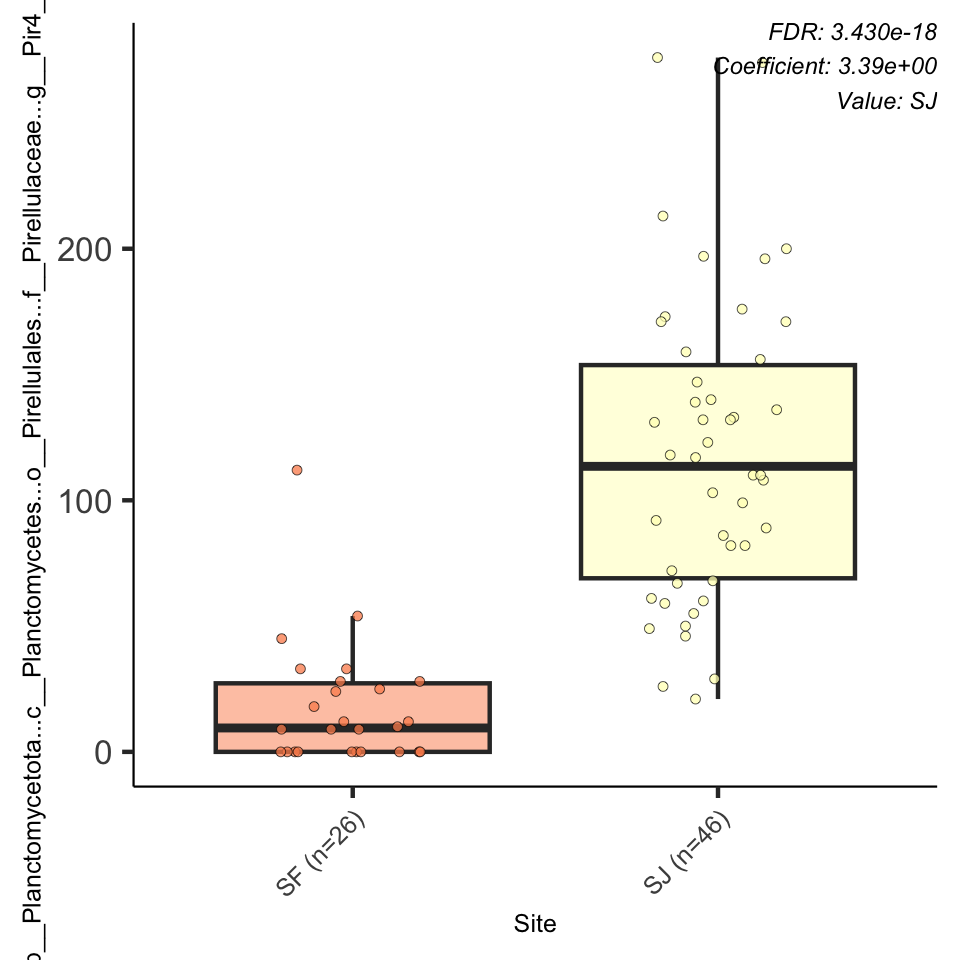 FDR: 3.430e-18
Coefficient: 3.39e+00
Value: SJ
o__Planctomycetota...c__Planctomycetes...o__Pirellulales...f__Pirellulaceae...g__Pir4_
200
100
0
SF (n=26)
SJ (n=46)
Site